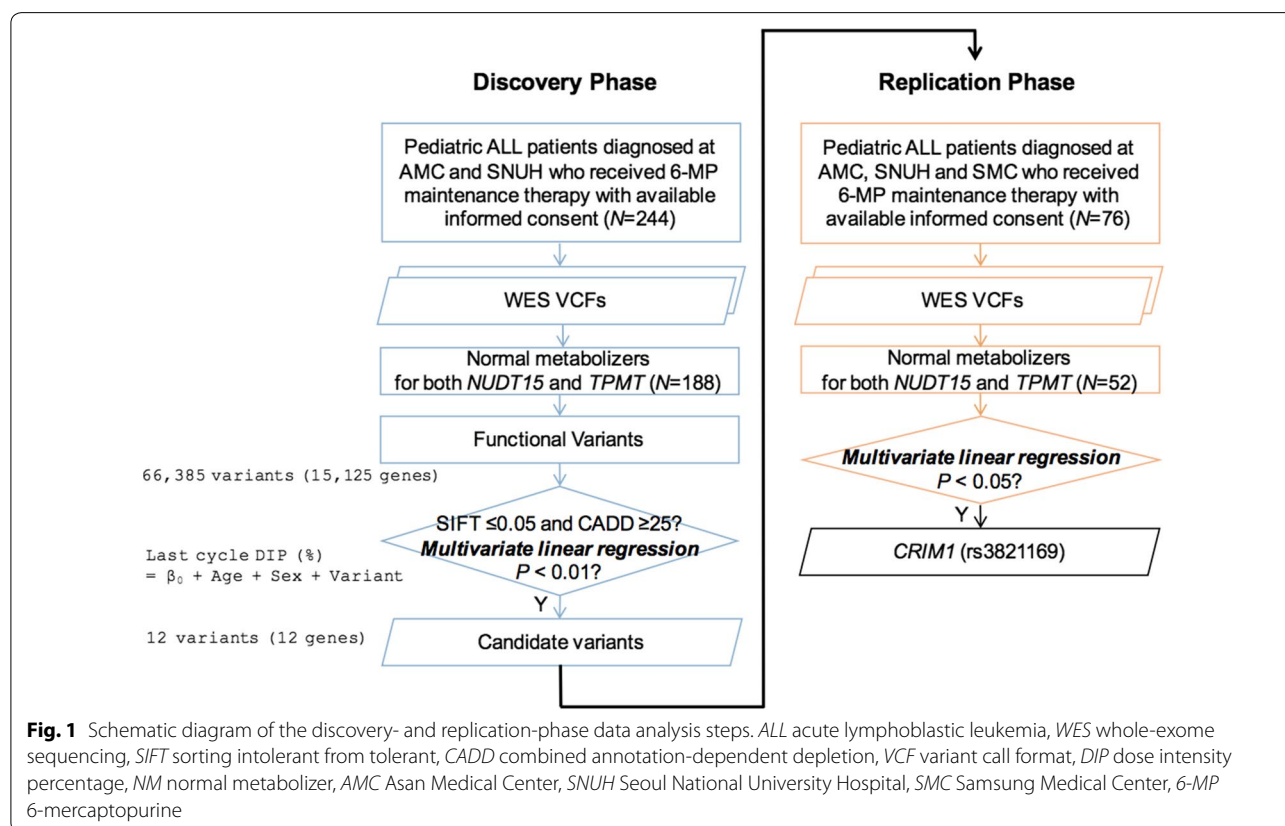 Discovery Phase
Pediatric ALL patients diagnosed at
AMC and SNUH who received 6-MP
maintenance therapy with available
informed consent (N=244)
WES VCFs
Normal metabolizers
for both NUDT15 and TPMT (N=188)
Functional Variants
66,385 variants (15,125 genes)
SIFT ≤0.05 and CADD ≥25?
Multivariate linear regression
P < 0.01?
Last cycle DIP (%)
= β₀ + Age + Sex + Variant
Y
12 variants (12 genes)
Candidate variants
Replication Phase
Pediatric ALL patients diagnosed at
AMC, SNUH and SMC who received
6-MP maintenance therapy with
available informed consent (N=76)
WES VCFs
Normal metabolizers
for both NUDT15 and TPMT (N=52)
Multivariate linear regression
P < 0.05?
Y
CRIM1 (rs3821169)
Fig. 1 Schematic diagram of the discovery- and replication-phase data analysis steps. ALL acute lymphoblastic leukemia, WES whole-exome
sequencing, SIFT sorting intolerant from tolerant, CADD combined annotation-dependent depletion, VCF variant call format, DIP dose intensity
percentage, NM normal metabolizer, AMC Asan Medical Center, SNUH Seoul National University Hospital, SMC Samsung Medical Center, 6-MP
6-mercaptopurine